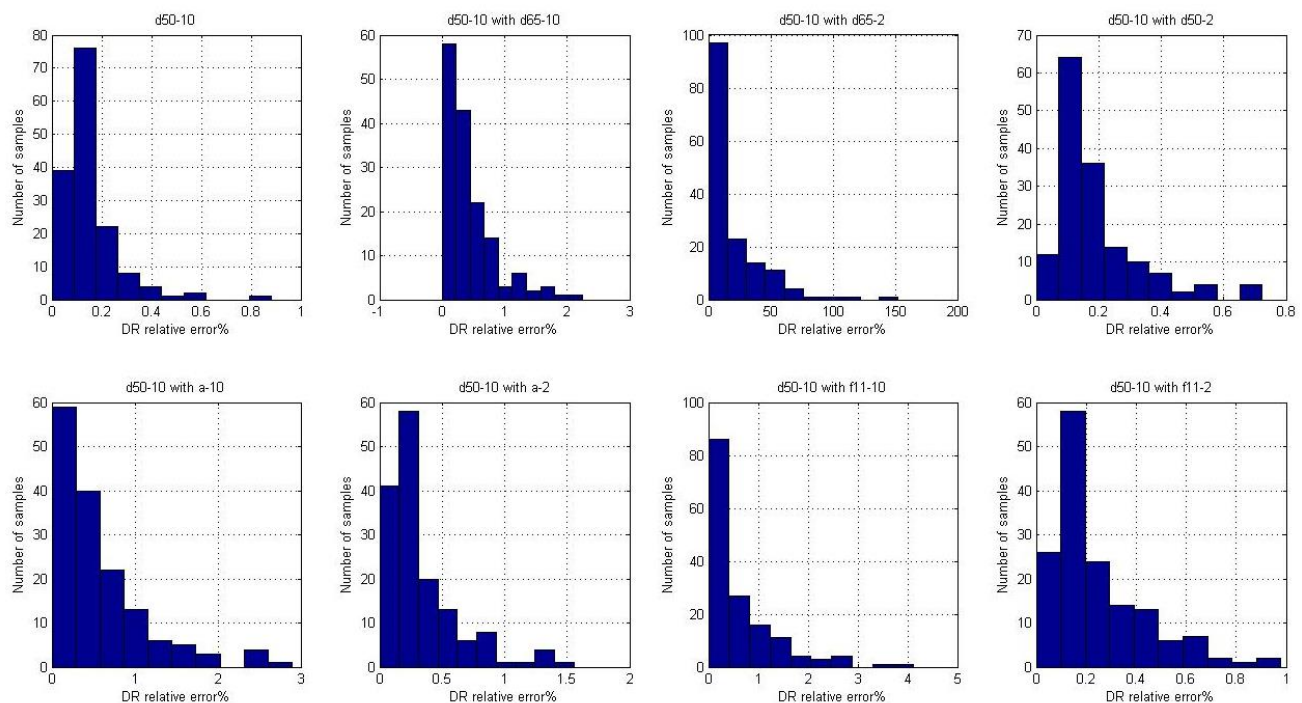 d50-10
80
70
60
50
40
30
20
10
0
0 0.2 0.4 0.6 0.8 1
Number of samples
DR relative error%
d50-10 with d65-10
60
50
40
30
20
10
0
-1 0 1 2 3
Number of samples
DR relative error%
d50-10 with d65-2
100
80
60
40
20
0
0 50 100 150 200
Number of samples
DR relative error%
d50-10 with d50-2
70
60
50
40
30
20
10
0
0 0.2 0.4 0.6 0.8
Number of samples
DR relative error%
d50-10 with a-10
60
50
40
30
20
10
0
0 1 2 3
Number of samples
DR relative error%
d50-10 with a-2
60
50
40
30
20
10
0
0 0.5 1 1.5 2
Number of samples
DR relative error%
d50-10 with f11-10
100
80
60
40
20
0
0 1 2 3 4 5
Number of samples
DR relative error%
d50-10 with f11-2
60
50
40
30
20
10
0
0 0.2 0.4 0.6 0.8 1
Number of samples
DR relative error%